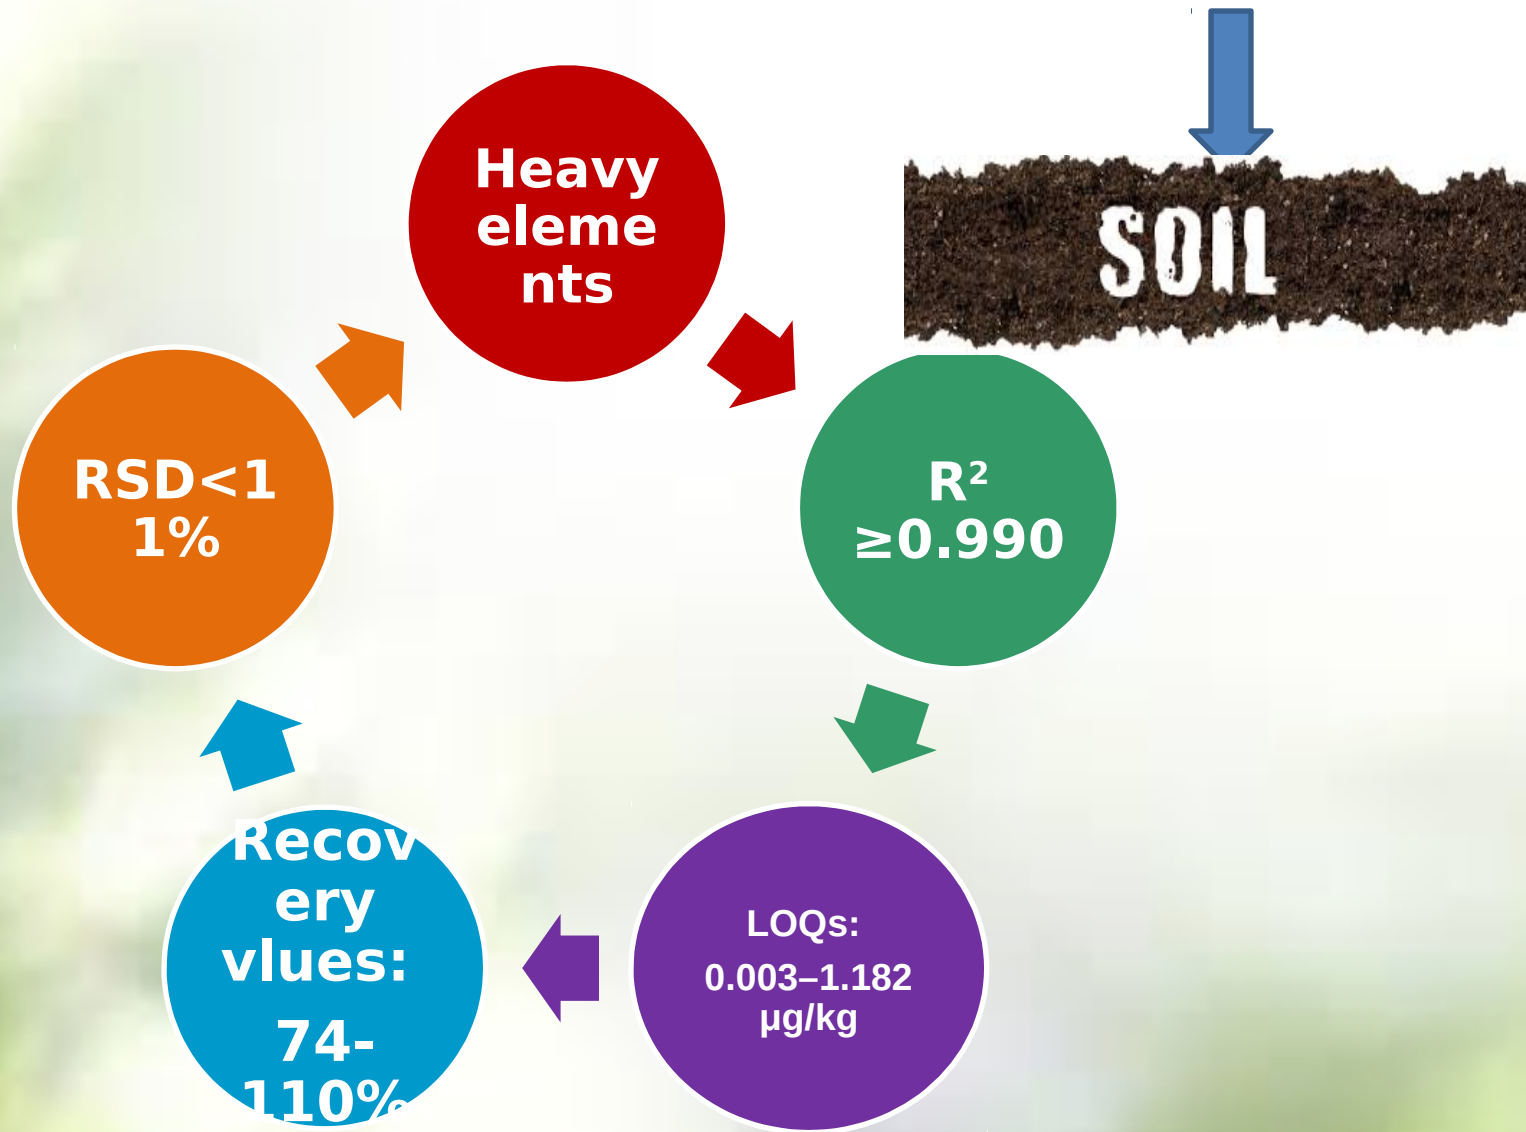 Heavy
eleme
nts
SOIL
RSD<1
1%
R²
≥0.990
Recov
ery
vlues:
74-
110%
LOQs:
0.003–1.182
µg/kg